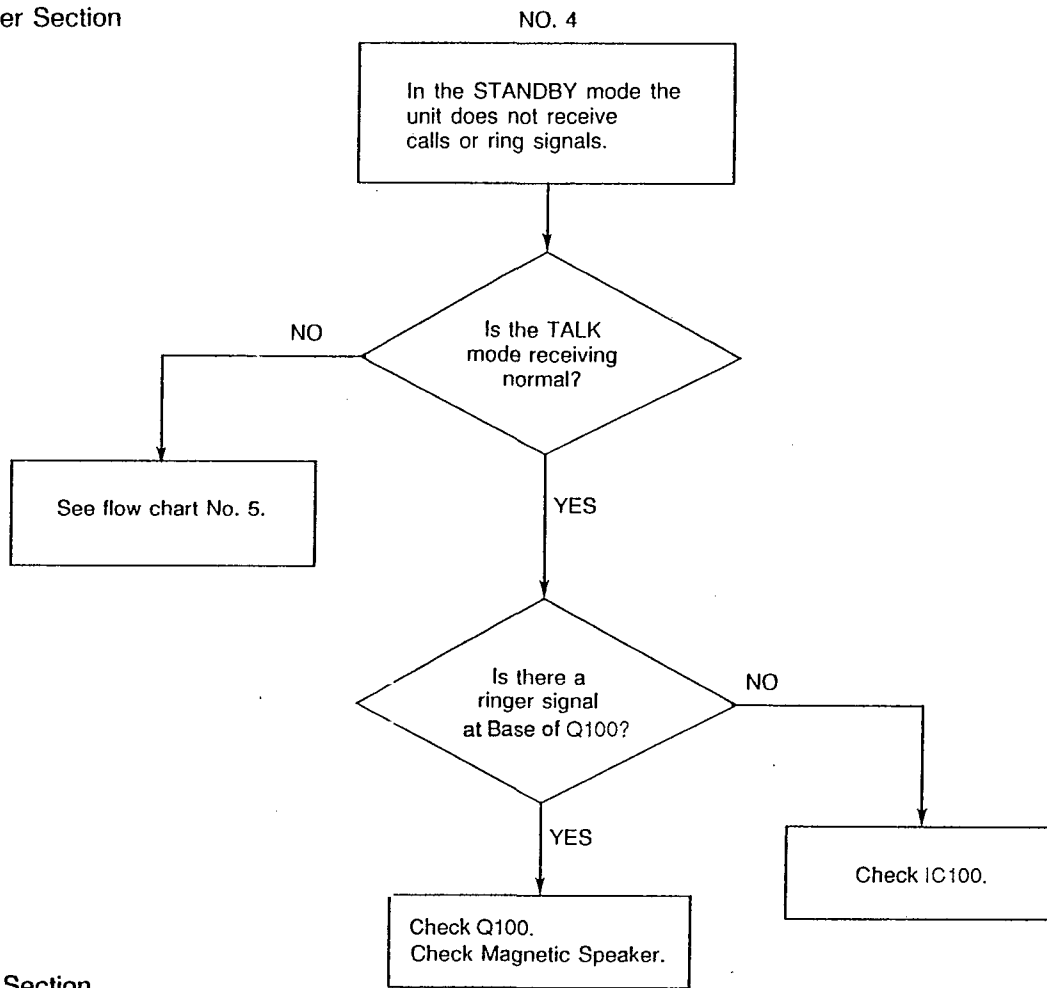 er Section
NO. 4
In the STANDBY mode the
unit does not receive
calls or ring signals.
Is the TALK
mode receiving
normal?
NO
See flow chart No. 5.
YES
Is there a
ringer signal
at Base of Q100?
NO
Check IC100.
YES
Check Q100.
Check Magnetic Speaker.
Section